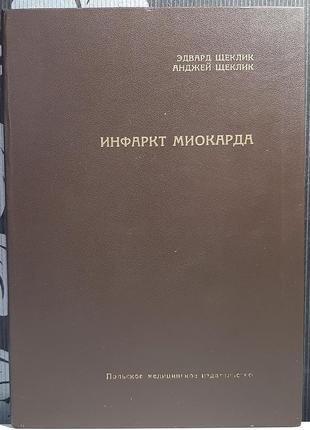 ЭДВАРД ЩЕКЛИК
АНДЖЕЙ ЩЕКЛИК
ИНФАРКТ МИОКАРДА
Польское медицинское издательство